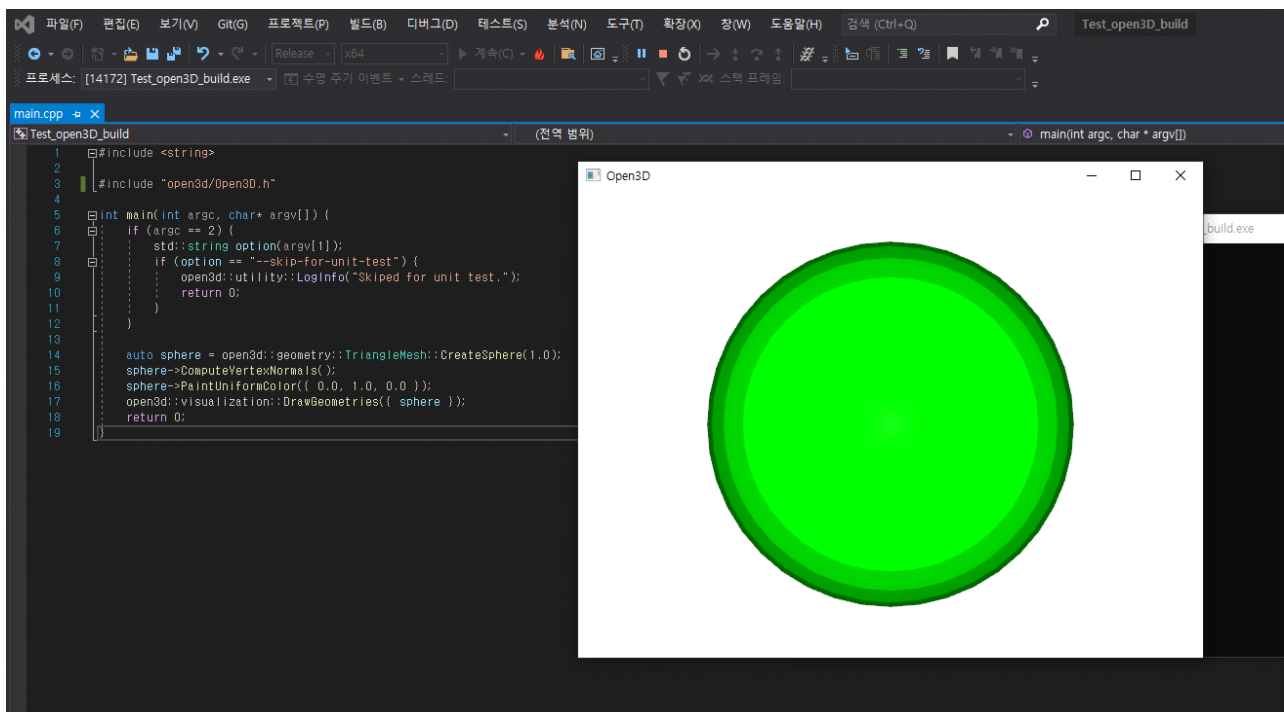 파일(F) 편집(E) 보기(V) Git(G) 프로젝트(P) 빌드(B) 디버그(D) 테스트(S) 분석(N) 도구(T) 확장(X) 창(W) 도움말(H) 검색 (Ctrl+Q) Test_open3D_build
Release x64 계속(C)
프로세스: [14172] Test_open3D_build.exe 수명 주기 이벤트 스레드: 스택 프레임:
main.cpp
Test_open3D_build (전역 범위) main(int argc, char * argv[])
1 #include <string>
2
3 #include "open3d/Open3D.h"
4
5 int main(int argc, char* argv[]) {
6 if (argc == 2) {
7 std::string option(argv[1]);
8 if (option == "--skip-for-unit-test") {
9 open3d::utility::LogInfo("Skiped for unit test.");
10 return 0;
11 }
12 }
13
14 auto sphere = open3d::geometry::TriangleMesh::CreateSphere(1.0);
15 sphere->ComputeVertexNormals();
16 sphere->PaintUniformColor({ 0.0, 1.0, 0.0 });
17 open3d::visualization::DrawGeometries({ sphere });
18 return 0;
19 }
Open3D
_build.exe